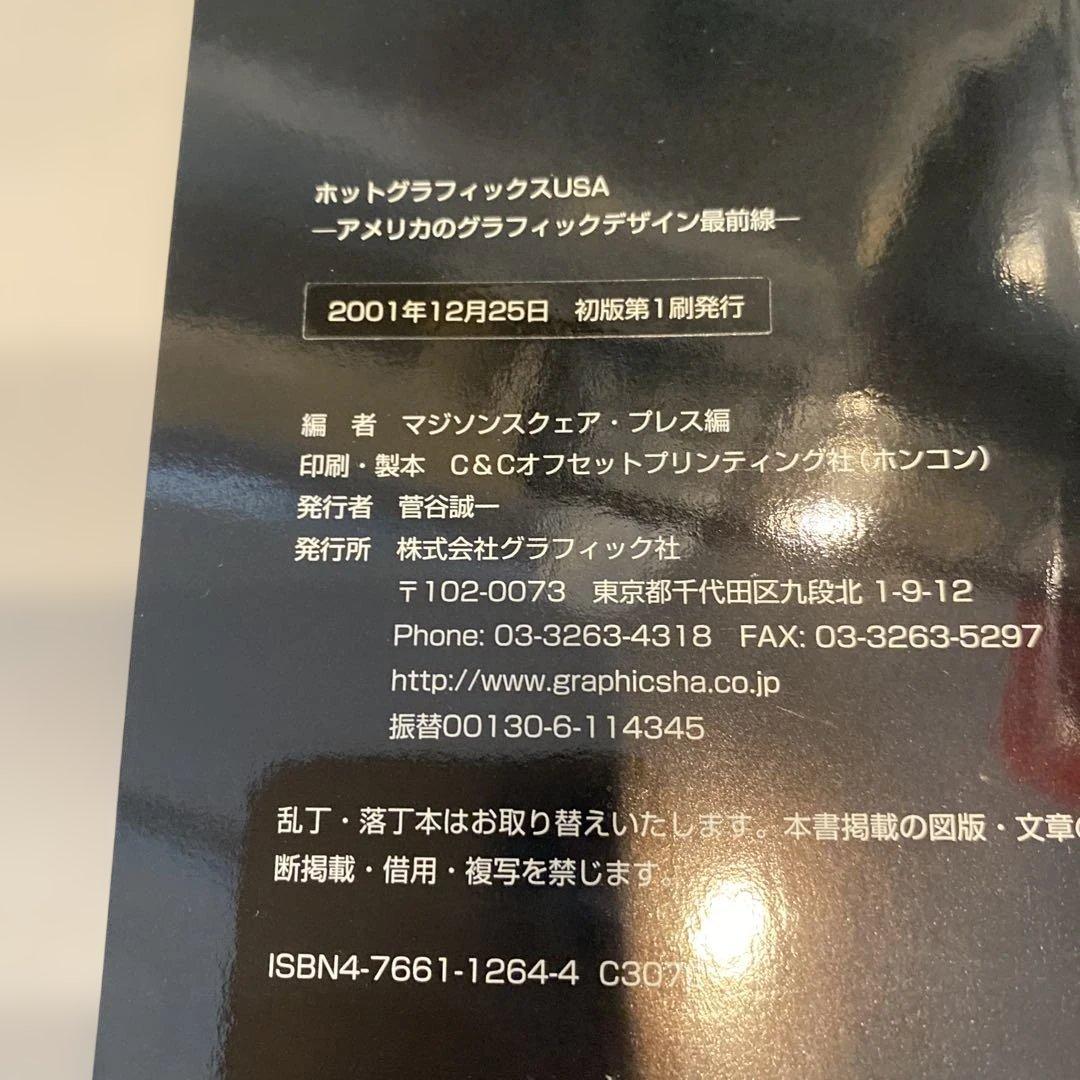 ホットグラフィックスUSA
―アメリカのグラフィックデザイン最前線―
2001年12月25日 初版第1刷発行
編 者 マジソンスクェア・プレス編
印刷・製本 C&Cオフセットプリンティング社(ホンコン)
発行者 菅谷誠一
発行所 株式会社グラフィック社
〒102-0073 東京都千代田区九段北 1-9-12
Phone: 03-3263-4318 FAX: 03-3263-5297
http://www.graphicsha.co.jp
振替00130-6-114345
乱丁・落丁本はお取り替えいたします。本書掲載の図版・文章の
断掲載・借用・複写を禁じます。
ISBN4-7661-1264-4